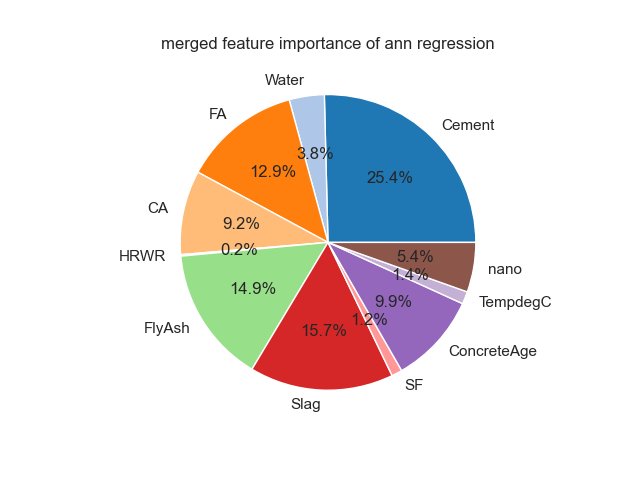 merged feature importance of ann regression
Water
Cement
FA
3.8%
25.4%
12.9%
CA
9.2%
HRWR
0.2%
5.4%
nano
14.9%
1.4%
TempdegC
9.9%
FlyAsh
15.7%
1.2%
ConcreteAge
SF
Slag